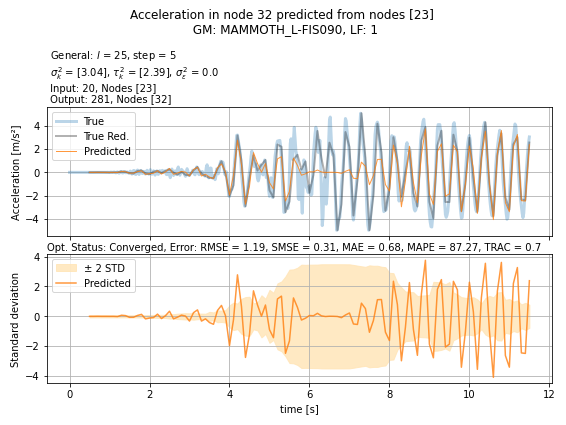 Acceleration in node 32 predicted from nodes [23]
GM: MAMMOTH_L-FIS090, LF: 1
General: l = 25, step = 5
σ²ₖ = [3.04], τ²ₖ = [2.39], σ²ε = 0.0
Input: 20, Nodes [23]
Output: 281, Nodes [32]
True
True Red.
Predicted
4
2
0
−2
−4
Acceleration [m/s²]
Opt. Status: Converged, Error: RMSE = 1.19, SMSE = 0.31, MAE = 0.68, MAPE = 87.27, TRAC = 0.7
± 2 STD
Predicted
4
2
0
−2
−4
Standard deviation
0 2 4 6 8 10 12
time [s]